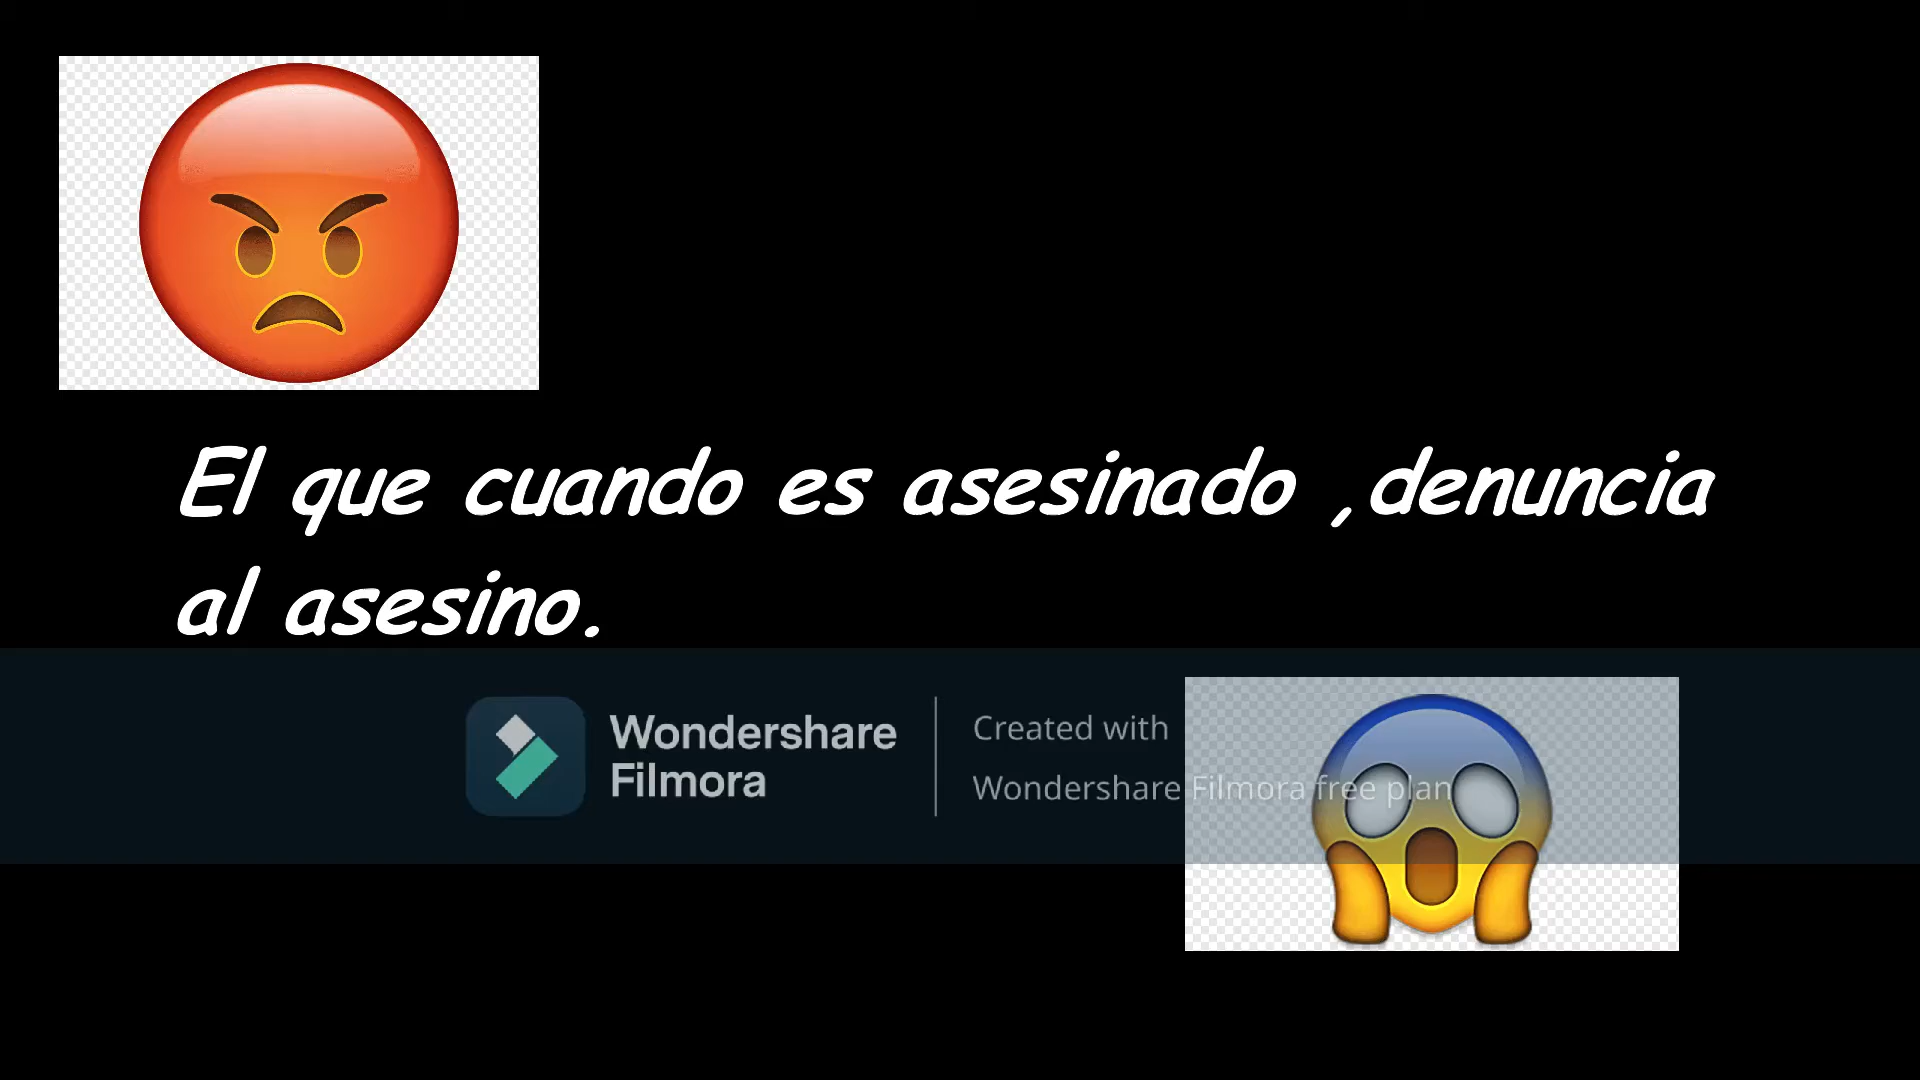 El que cuando es asesinado ,denuncia
al asesino.
Wondershare
Filmora
Created with
Wondershare Filmora free plan